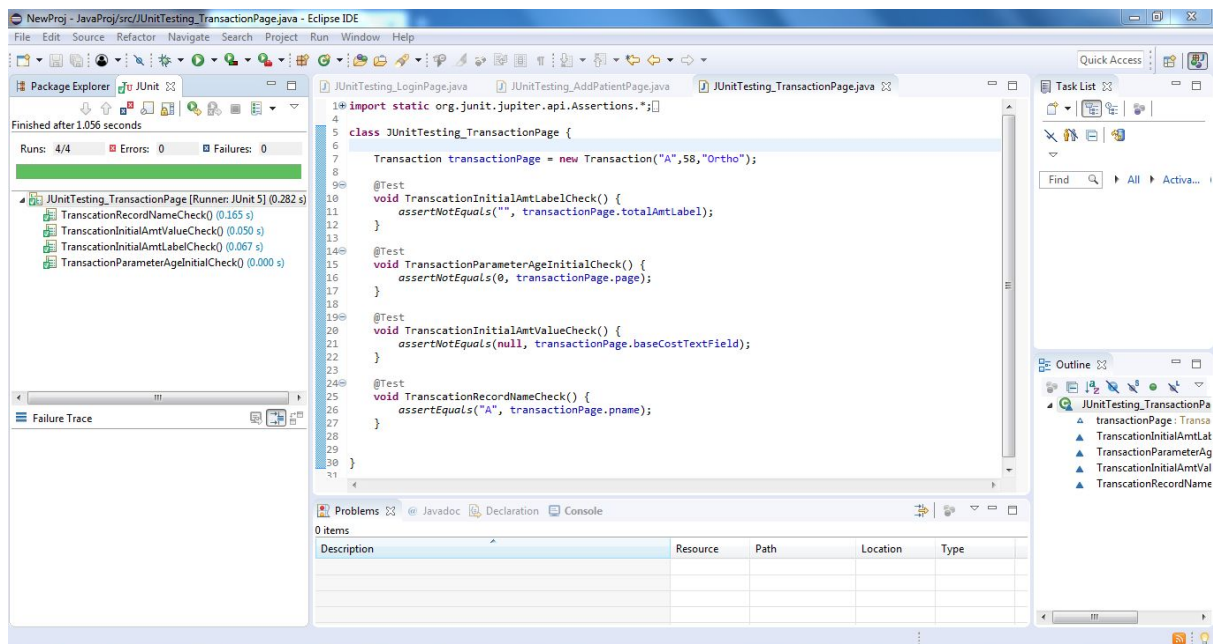 NewProj - JavaProj/src/JUnitTesting_TransactionPage.java - Eclipse IDE
File Edit Source Refactor Navigate Search Project Run Window Help
Quick Access
Package Explorer JUnit
Finished after 1.056 seconds
Runs: 4/4 Errors: 0 Failures: 0
JUnitTesting_TransactionPage [Runner: JUnit 5] (0.282 s)
TranscationRecordNameCheck() (0.165 s)
TranscationInitialAmtValueCheck() (0.050 s)
TranscationInitialAmtLabelCheck() (0.067 s)
TransactionParameterAgeInitialCheck() (0.000 s)
Failure Trace
JUnitTesting_LoginPage.java JUnitTesting_AddPatientPage.java JUnitTesting_TransactionPage.java
1 import static org.junit.jupiter.api.Assertions.*;
4
5 class JUnitTesting_TransactionPage {
6
7 Transaction transactionPage = new Transaction("A",58,"Ortho");
8
9 @Test
10 void TranscationInitialAmtLabelCheck() {
11 assertNotEquals("", transactionPage.totalAmtLabel);
12 }
13
14 @Test
15 void TransactionParameterAgeInitialCheck() {
16 assertNotEquals(0, transactionPage.page);
17 }
18
19 @Test
20 void TranscationInitialAmtValueCheck() {
21 assertNotEquals(null, transactionPage.baseCostTextField);
22 }
23
24 @Test
25 void TranscationRecordNameCheck() {
26 assertEquals("A", transactionPage.pname);
27 }
28
29
30 }
31
Problems Javadoc Declaration Console
0 items
Description Resource Path Location Type
Task List
Find All Activa...
Outline
JUnitTesting_TransactionPa
transactionPage : Transa
TranscationInitialAmtLab
TransactionParameterAg
TranscationInitialAmtVal
TranscationRecordName